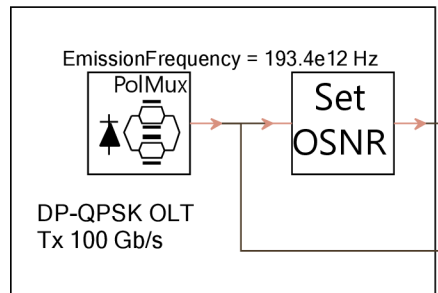 EmissionFrequency = 193.4e12 Hz
PolMux
Set
OSNR
DP-QPSK OLT
Tx 100 Gb/s